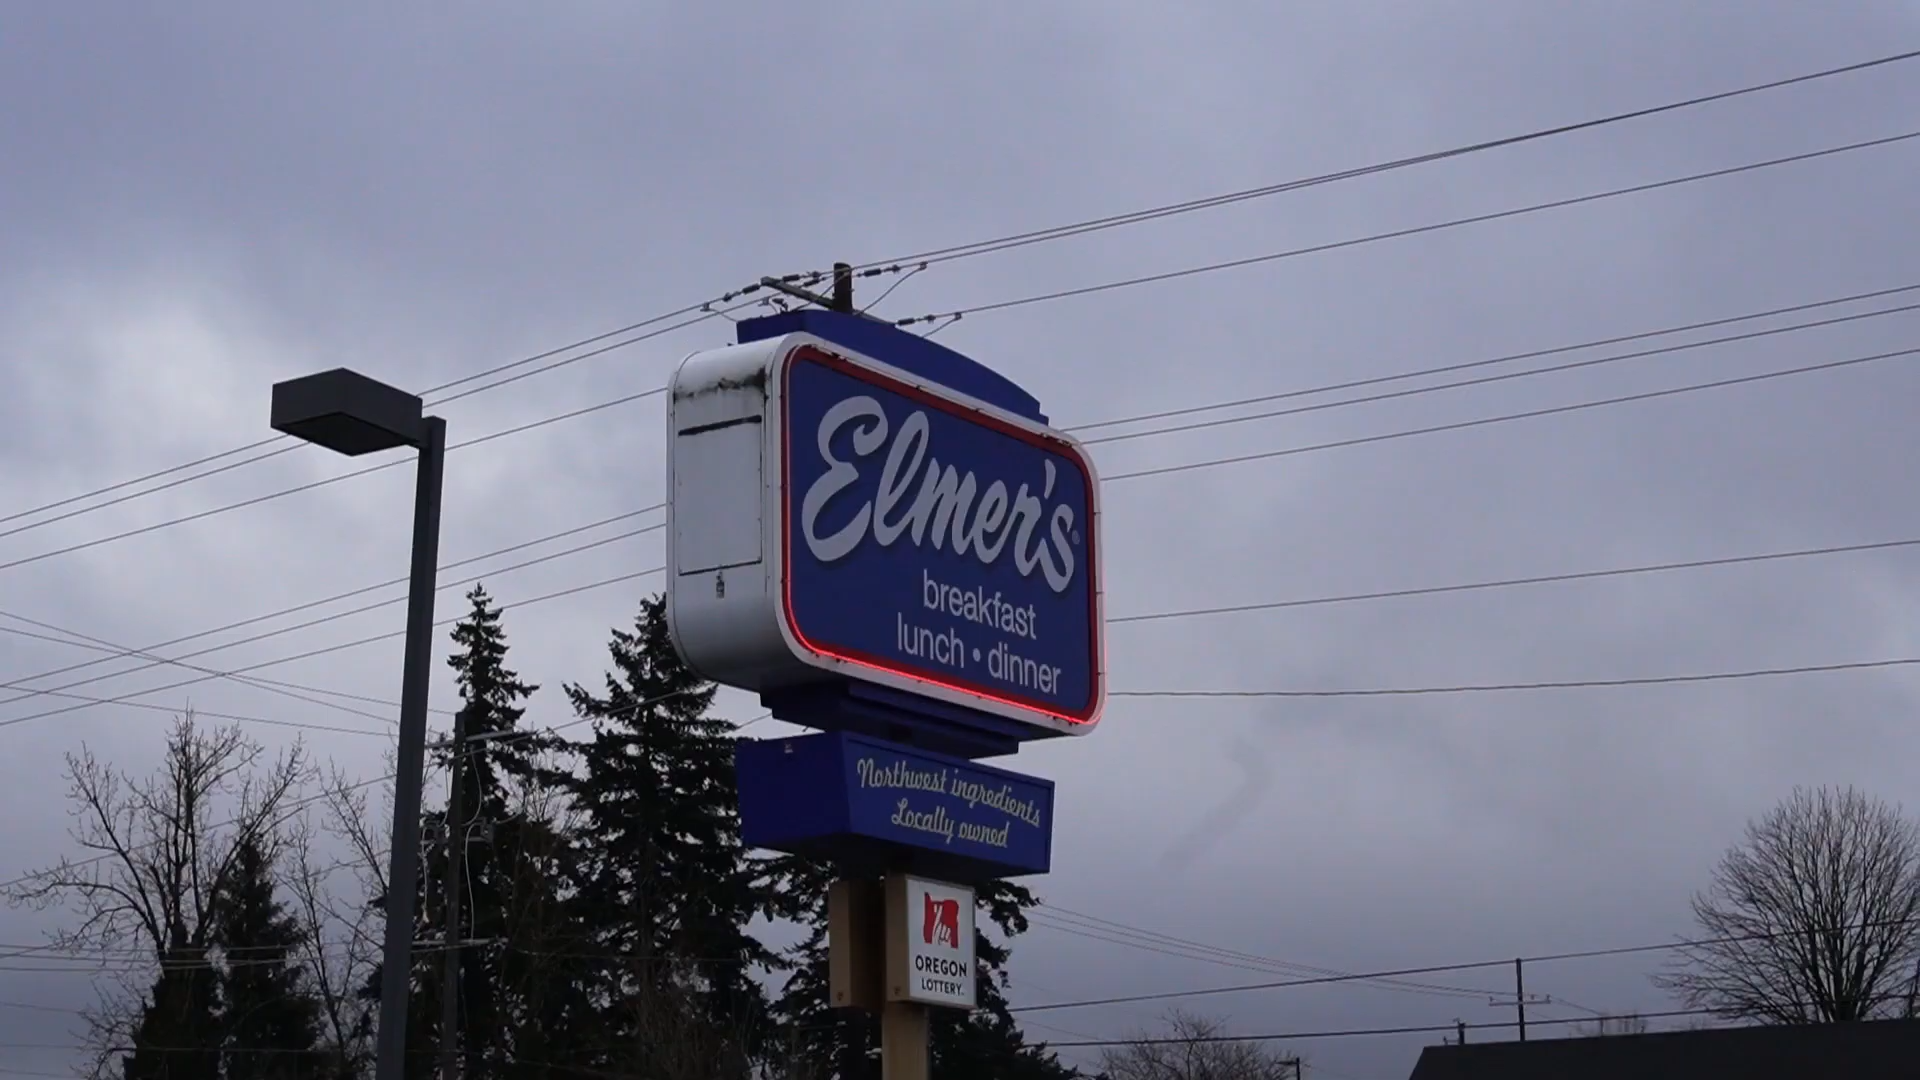 Elmer's®
breakfast
lunch • dinner
Northwest ingredients
Locally owned
OREGON
LOTTERY